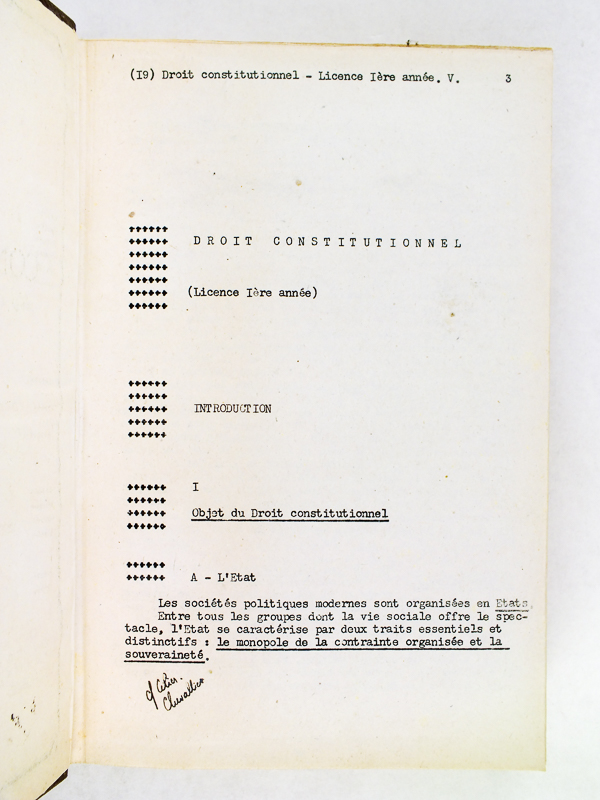 (I9) Droit constitutionnel - Licence Ière année. V. 3
DROIT CONSTITUTIONNEL
(Licence Ière année)
INTRODUCTION
I
Objet du Droit constitutionnel
A - L'Etat
Les sociétés politiques modernes sont organisées en Etats.
Entre tous les groupes dont la vie sociale offre le spec-
tacle, l'Etat se caractérise par deux traits essentiels et
distinctifs : le monopole de la contrainte organisée et la
souveraineté.